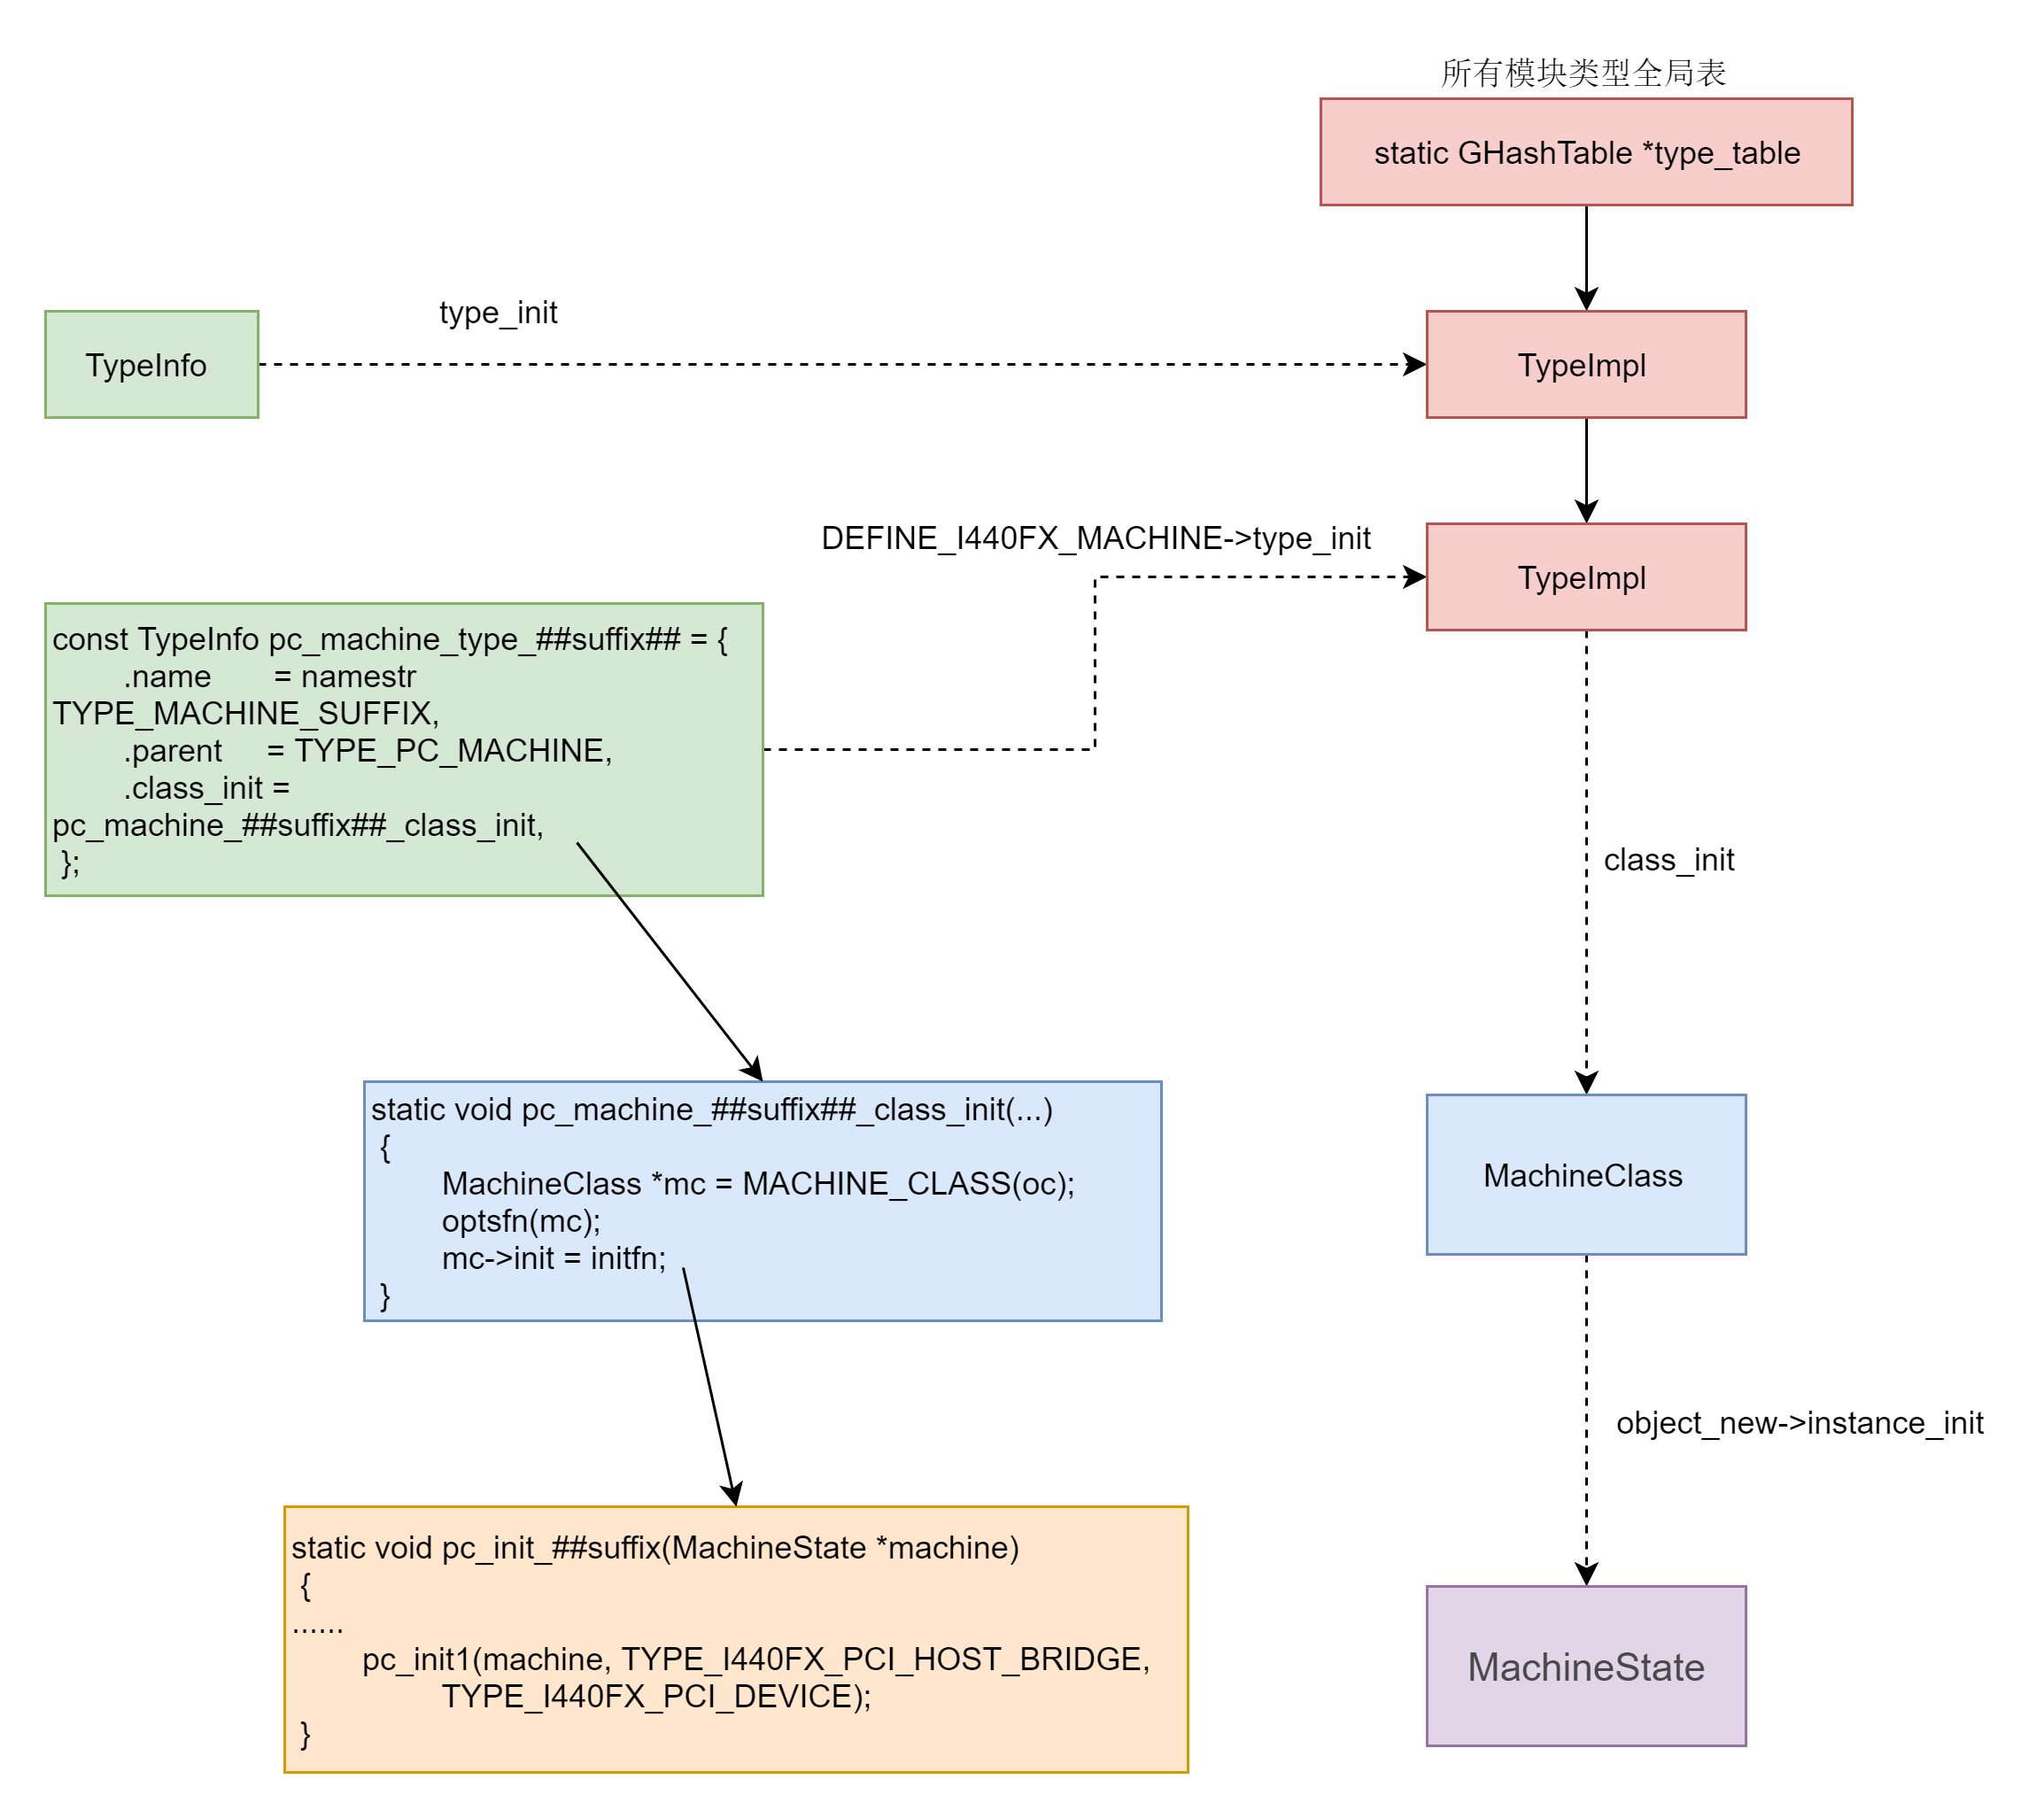 所有模块类型全局表
static GHashTable *type_table
type_init
TypeInfo
TypeImpl
DEFINE_I440FX_MACHINE->type_init
TypeImpl
const TypeInfo pc_machine_type_##suffix## = {
.name = namestr
TYPE_MACHINE_SUFFIX,
.parent = TYPE_PC_MACHINE,
.class_init =
pc_machine_##suffix##_class_init,
};
class_init
static void pc_machine_##suffix##_class_init(...)
{
MachineClass *mc = MACHINE_CLASS(oc);
optsfn(mc);
mc->init = initfn;
}
MachineClass
object_new->instance_init
static void pc_init_##suffix(MachineState *machine)
{
......
pc_init1(machine, TYPE_I440FX_PCI_HOST_BRIDGE,
TYPE_I440FX_PCI_DEVICE);
}
MachineState